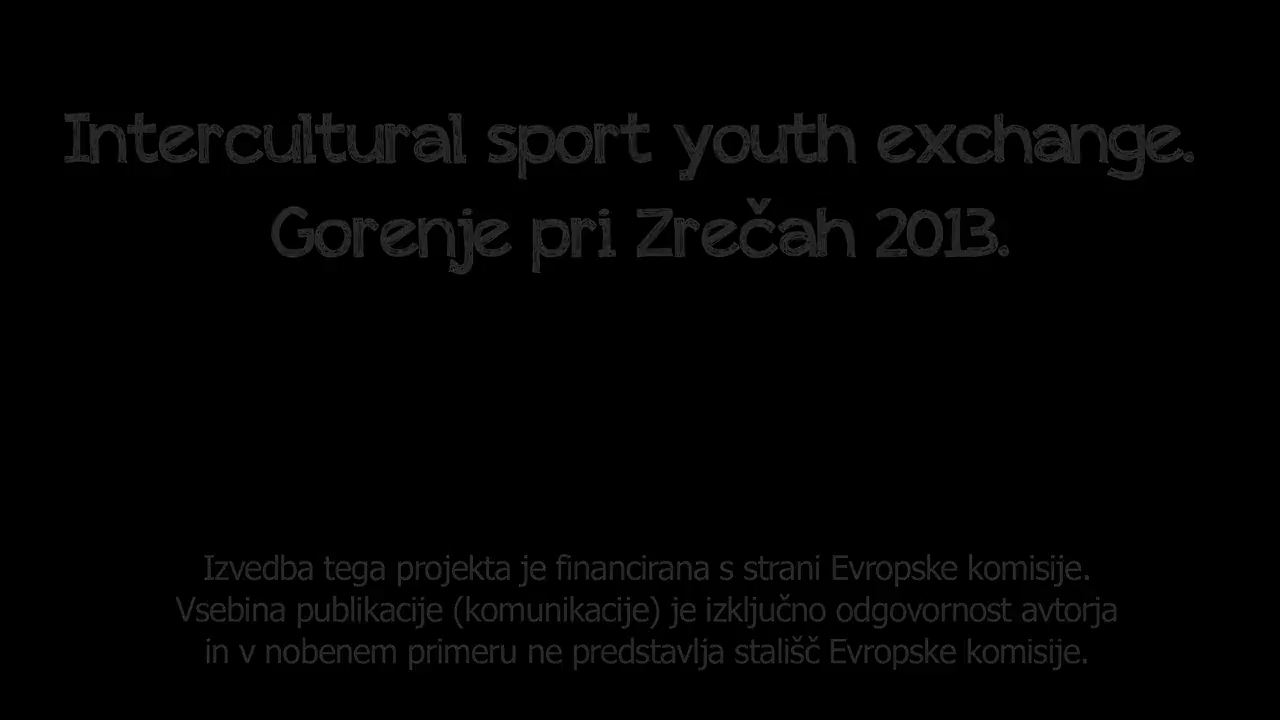 Intercultural sport youth exchange.
Gorenje pri Zrečah 2013.
Izvedba tega projekta je financirana s strani Evropske komisije.
Vsebina publikacije (komunikacije) je izključno odgovornost avtorja
in v nobenem primeru ne predstavlja stališč Evropske komisije.